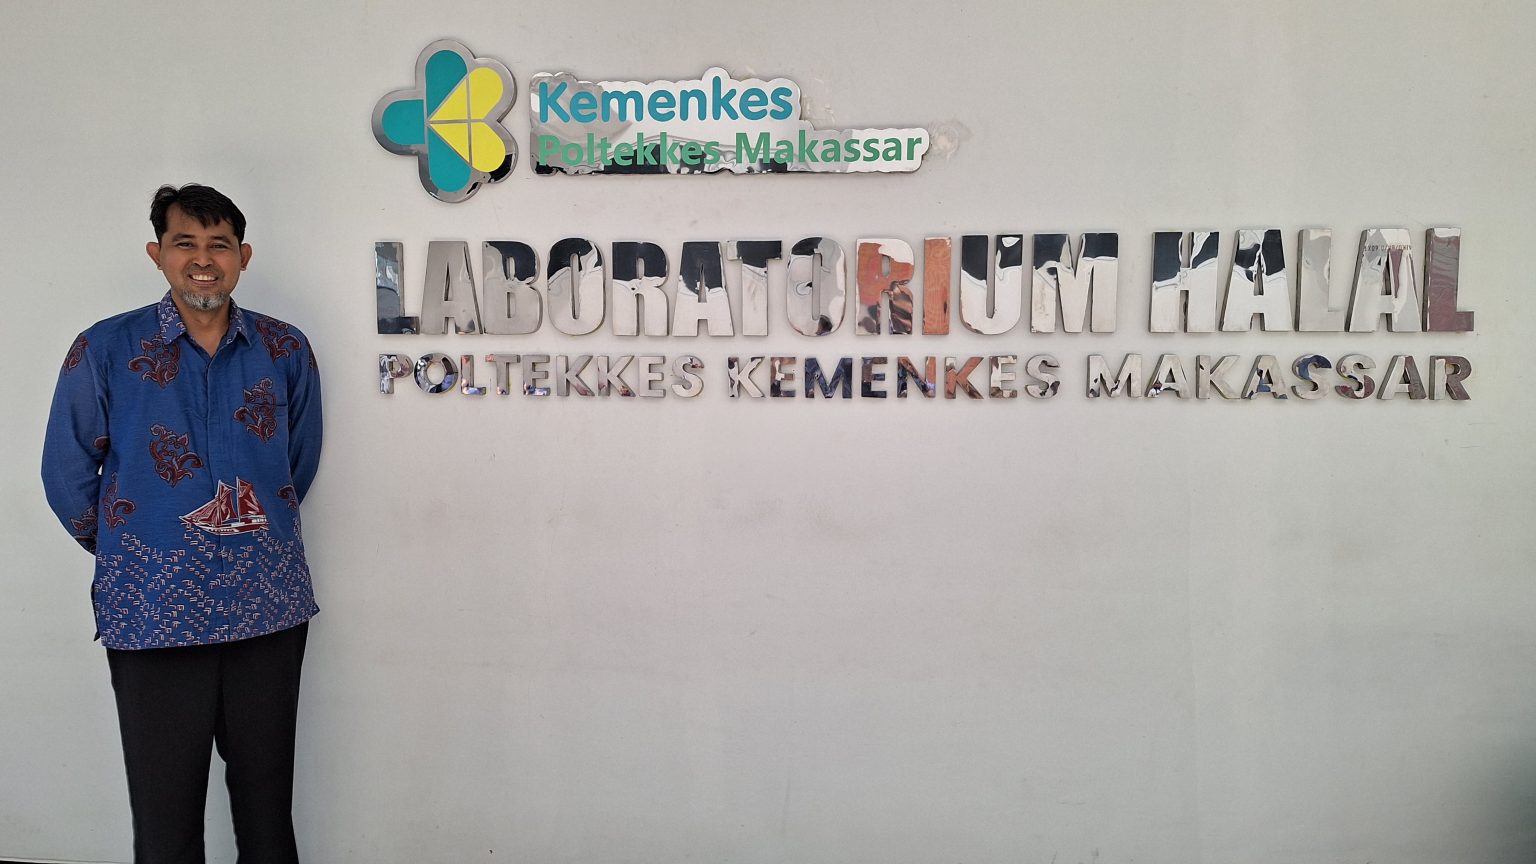 Kemenkes
Poltekkes Makassar
LABORATORIUM HALAL
POLTEKKES KEMENKES MAKASSAR